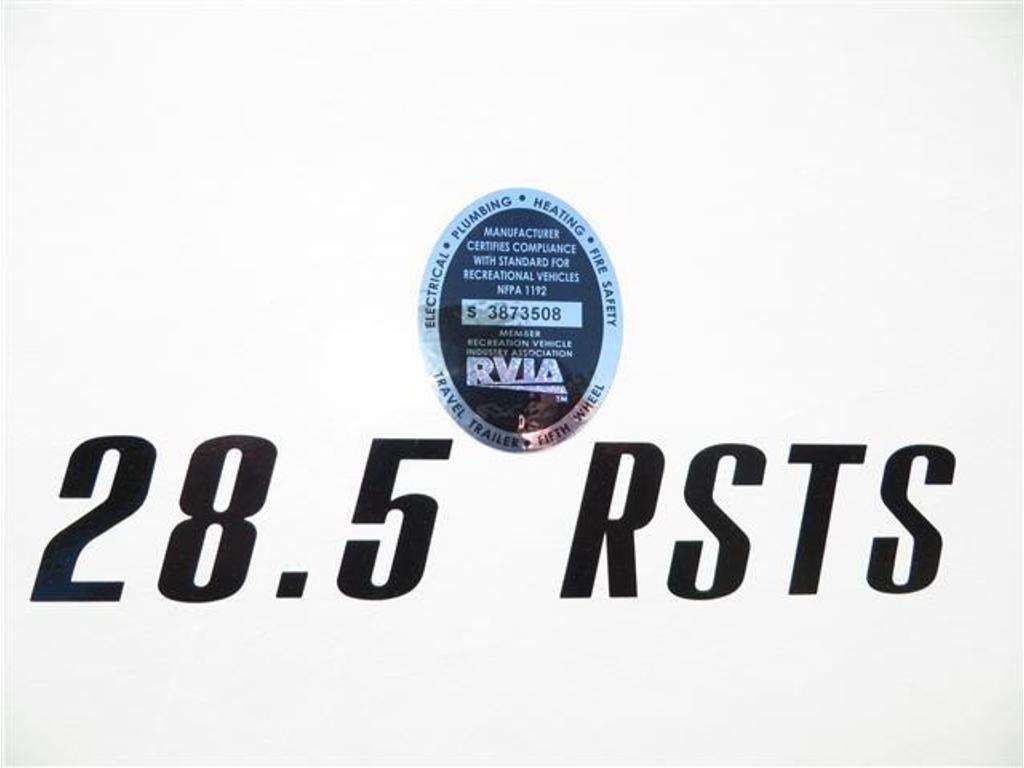 ELECTRICAL • PLUMBING • HEATING • FIRE SAFETY
MANUFACTURER
CERTIFIES COMPLIANCE
WITH STANDARD FOR
RECREATIONAL VEHICLES
NFPA 1192
S 3873508
MEMBER
RECREATION VEHICLE
INDUSTRY ASSOCIATION
RVIA
TM
D
TRAVEL TRAILER • FIFTH WHEEL
28.5 RSTS